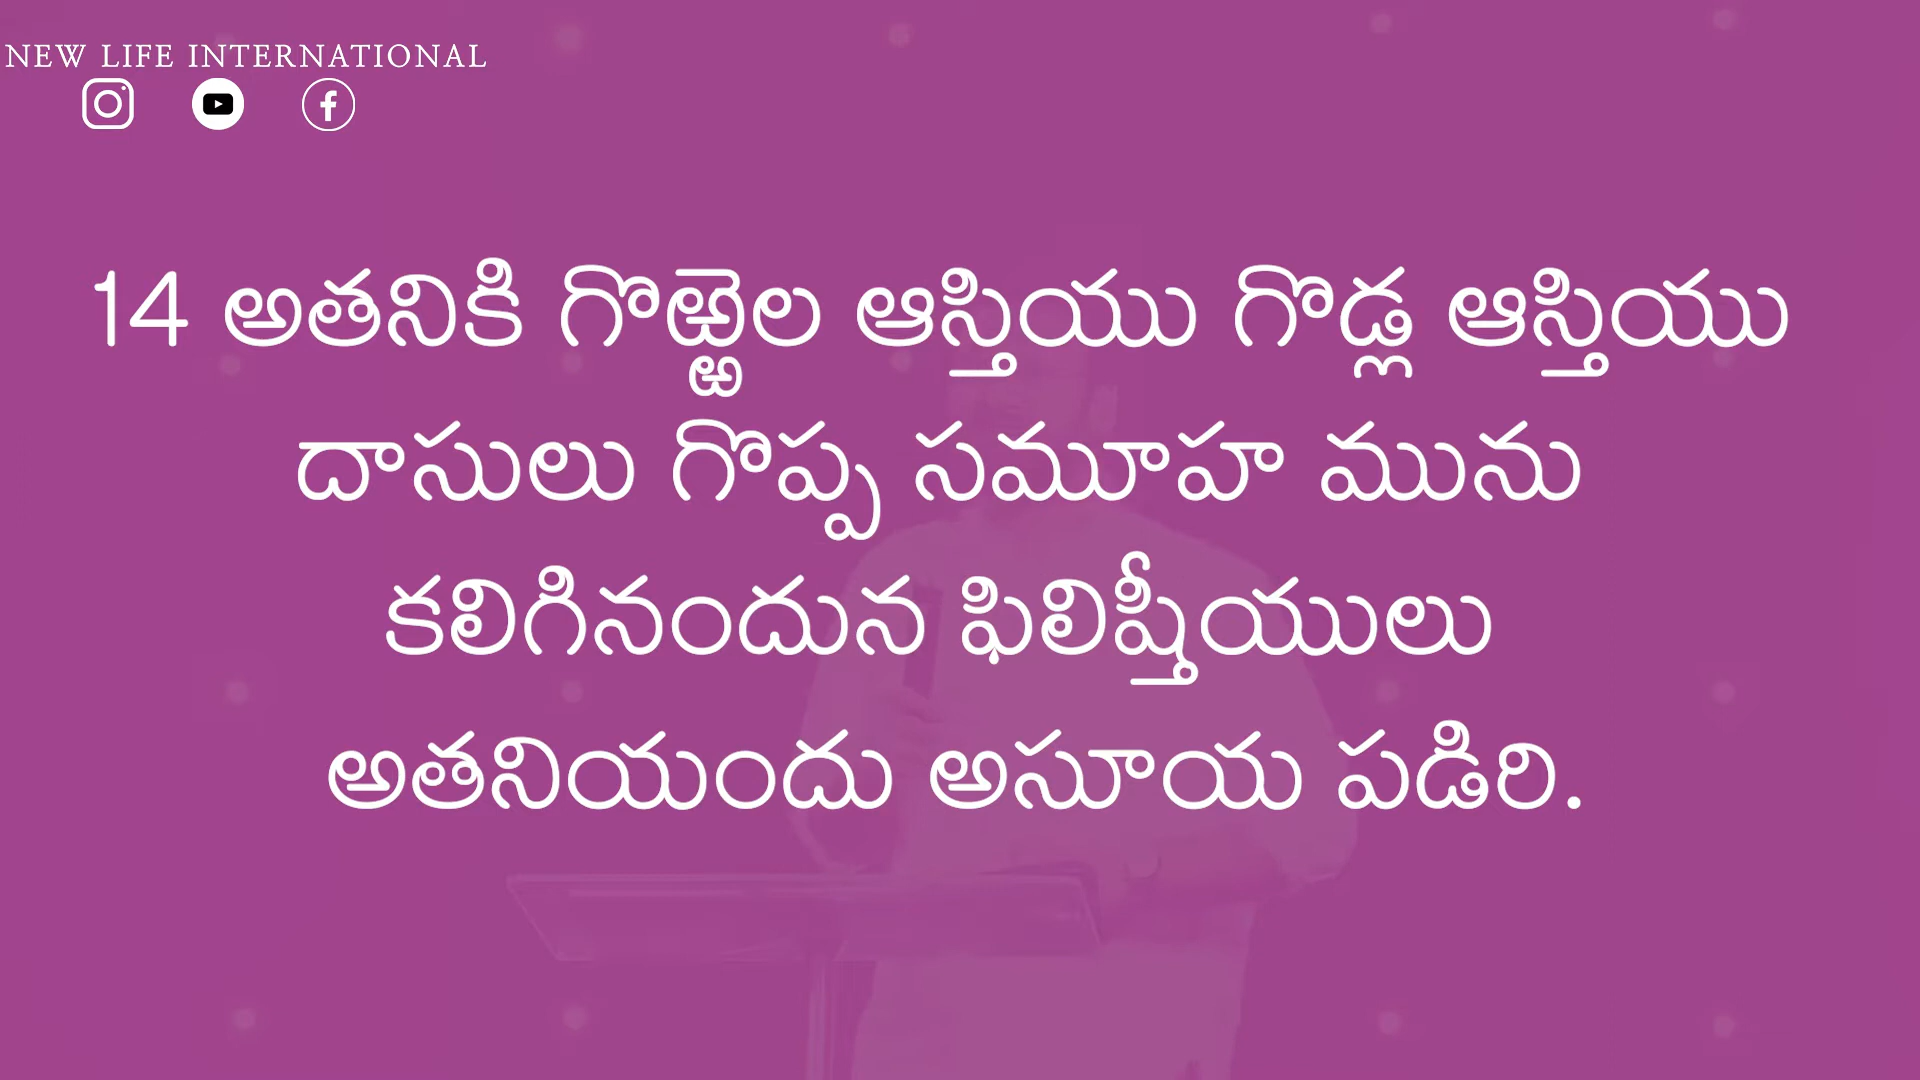 NEW LIFE INTERNATIONAL
14 అతనికి గొఱ్ఱెల ఆస్తియు గొడ్ల ఆస్తియు
దాసులు గొప్ప సమూహ మును
కలిగినందున ఫిలిష్తీయులు
అతనియందు అసూయ పడిరి.